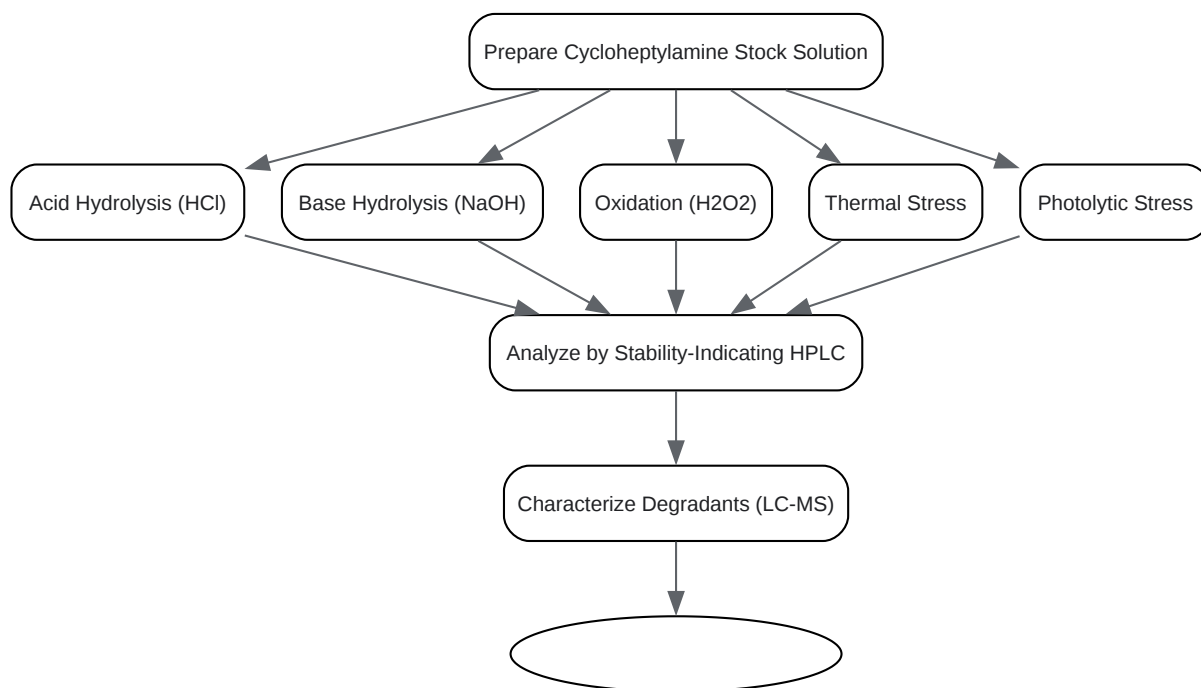 Prepare Cycloheptylamine Stock Solution
Acid Hydrolysis (HCl)
Base Hydrolysis (NaOH)
Oxidation (H2O2)
Thermal Stress
Photolytic Stress
Analyze by Stability-Indicating HPLC
Characterize Degradants (LC-MS)